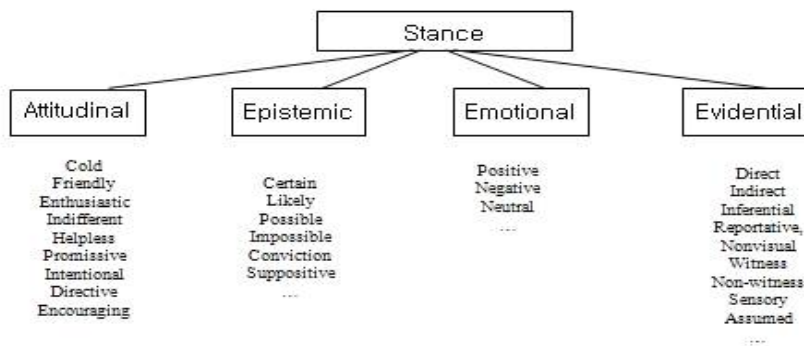 Stance
Attitudinal
Epistemic
Emotional
Evidential
Cold
Friendly
Enthusiastic
Indifferent
Helpless
Promissive
Intentional
Directive
Encouraging
Certain
Likely
Possible
Impossible
Conviction
Suppositive
...
Positive
Negative
Neutral
...
Direct
Indirect
Inferential
Reportative,
Nonvisual
Witness
Non-witness
Sensory
Assumed
...